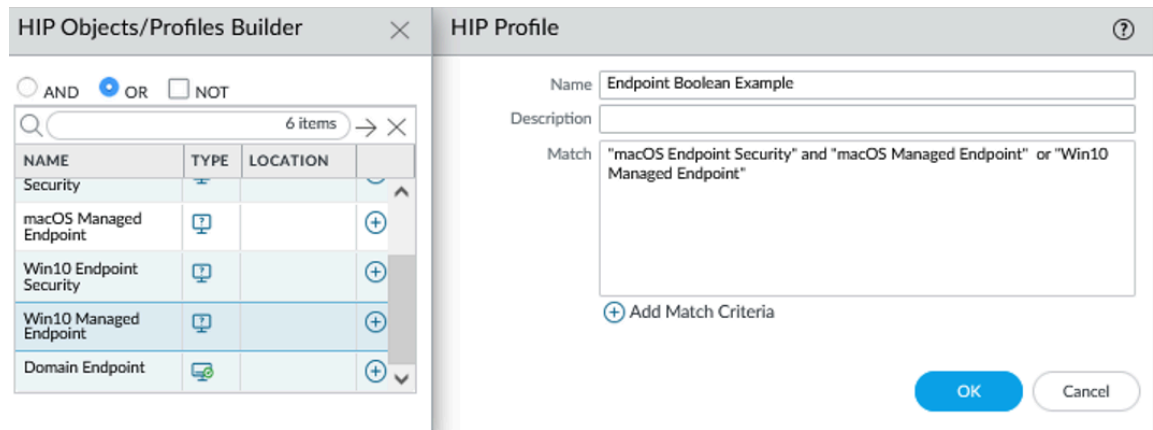 HIP Objects/Profiles Builder
AND OR NOT
6 items
NAME TYPE LOCATION
Security
macOS Managed
Endpoint
Win10 Endpoint
Security
Win10 Managed
Endpoint
Domain Endpoint
HIP Profile
Name Endpoint Boolean Example
Description
Match "macOS Endpoint Security" and "macOS Managed Endpoint" or "Win10
Managed Endpoint"
Add Match Criteria
OK Cancel